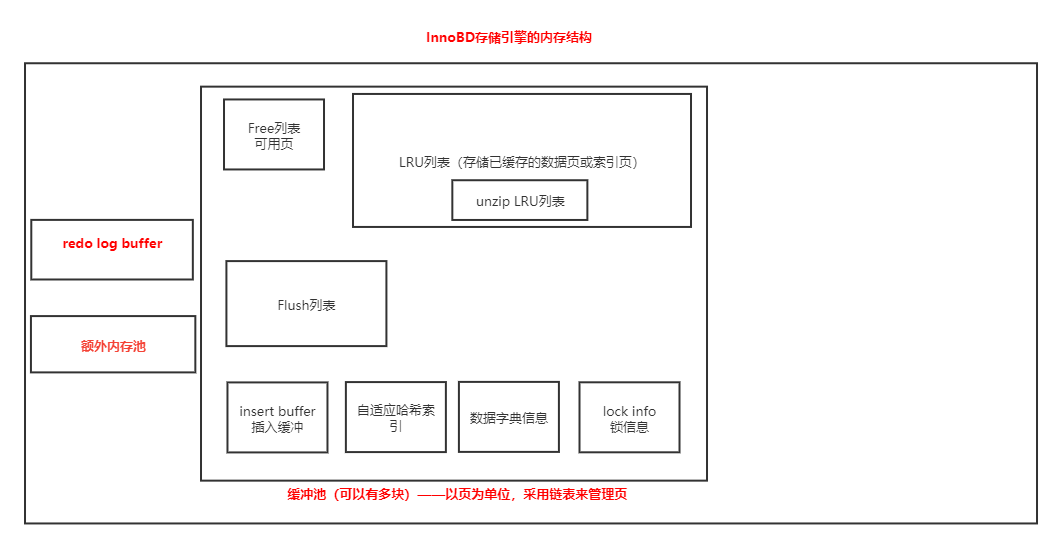 InnoBD存储引擎的内存结构
Free列表
可用页
LRU列表（存储已缓存的数据页或索引页）
unzip LRU列表
redo log buffer
Flush列表
额外内存池
insert buffer
插入缓冲
自适应哈希索
引
数据字典信息
lock info
锁信息
缓冲池（可以有多块）——以页为单位，采用链表来管理页